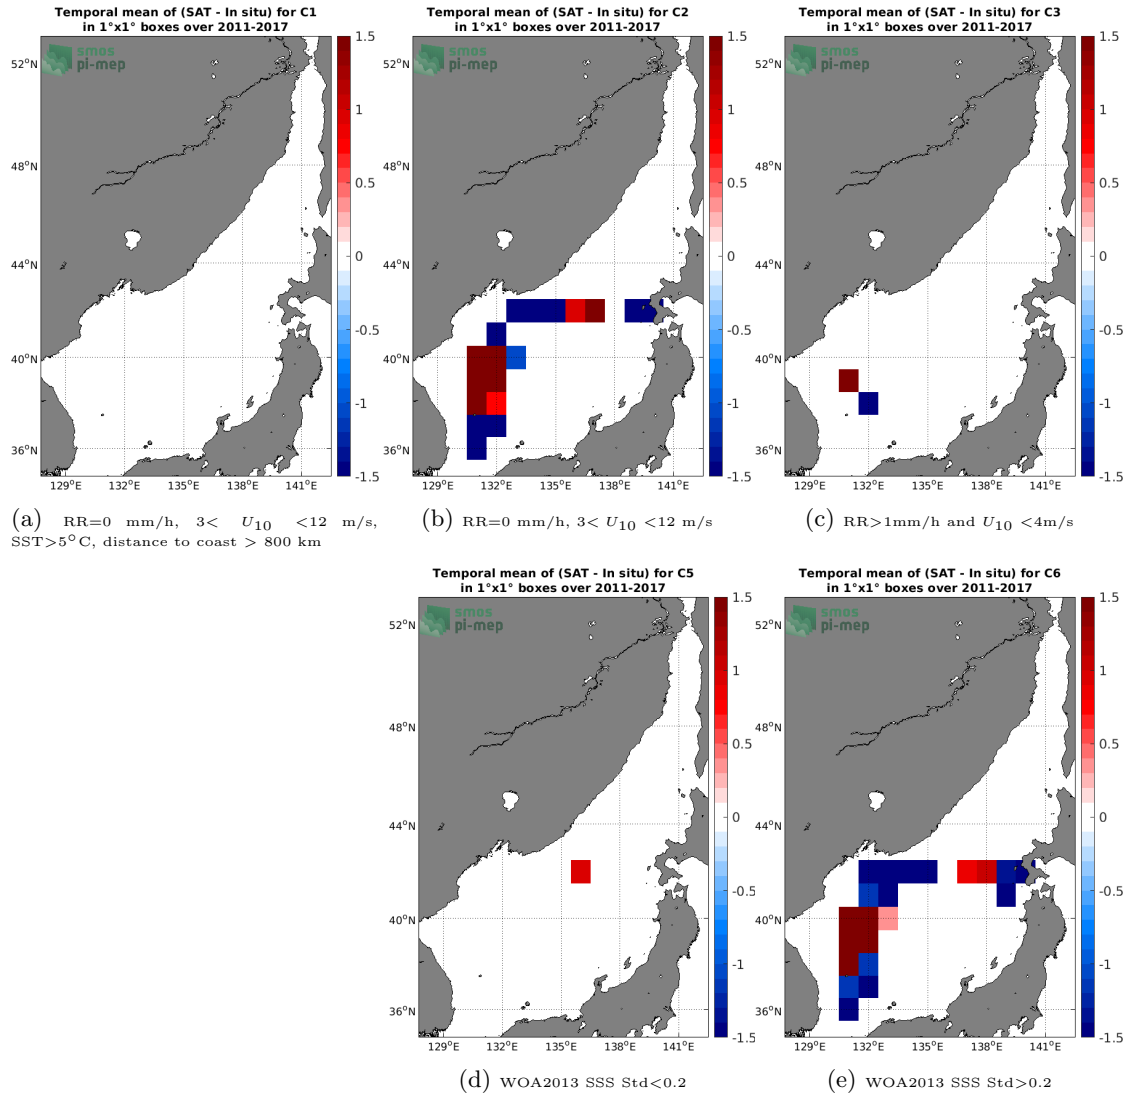 Temporal mean of (SAT - In situ) for C1
in 1°x1° boxes over 2011-2017
smos
pi-mep
52°N
48°N
44°N
40°N
36°N
129°E
132°E
135°E
138°E
141°E
1.5
1
0.5
0
-0.5
-1
-1.5
(a) RR=0 mm/h, 3< U10 <12 m/s,
SST>5°C, distance to coast > 800 km
Temporal mean of (SAT - In situ) for C2
in 1°x1° boxes over 2011-2017
smos
pi-mep
52°N
48°N
44°N
40°N
36°N
129°E
132°E
135°E
138°E
141°E
1.5
1
0.5
0
-0.5
-1
-1.5
(b) RR=0 mm/h, 3< U10 <12 m/s
Temporal mean of (SAT - In situ) for C3
in 1°x1° boxes over 2011-2017
smos
pi-mep
52°N
48°N
44°N
40°N
36°N
129°E
132°E
135°E
138°E
141°E
1.5
1
0.5
0
-0.5
-1
-1.5
(c) RR>1mm/h and U10 <4m/s
Temporal mean of (SAT - In situ) for C5
in 1°x1° boxes over 2011-2017
smos
pi-mep
52°N
48°N
44°N
40°N
36°N
129°E
132°E
135°E
138°E
141°E
1.5
1
0.5
0
-0.5
-1
-1.5
(d) WOA2013 SSS Std<0.2
Temporal mean of (SAT - In situ) for C6
in 1°x1° boxes over 2011-2017
smos
pi-mep
52°N
48°N
44°N
40°N
36°N
129°E
132°E
135°E
138°E
141°E
1.5
1
0.5
0
-0.5
-1
-1.5
(e) WOA2013 SSS Std>0.2